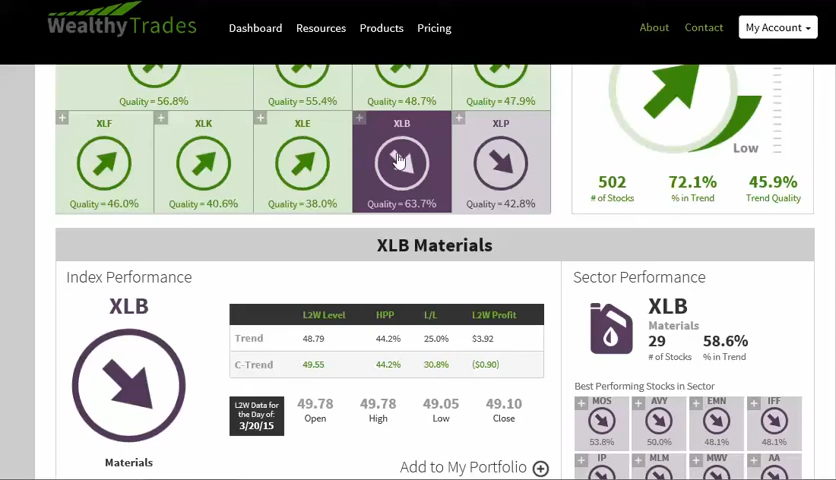 WealthyTrades
Dashboard Resources Products Pricing
About Contact My Account
Quality = 56.8% Quality = 55.4% Quality = 48.7% Quality = 47.9%
XLF XLK XLE XLB XLP
Quality = 46.0% Quality = 40.6% Quality = 38.0% Quality = 63.7% Quality = 42.8%
Low
502 72.1% 45.9%
# of Stocks % in Trend Trend Quality
XLB Materials
Index Performance
XLB
Materials
L2W Level HPP L/L L2W Profit
Trend 48.79 44.2% 25.0% $3.92
C-Trend 49.55 44.2% 30.8% ($0.90)
L2W Data for
the Day of:
3/20/15
49.78 49.78 49.05 49.10
Open High Low Close
Add to My Portfolio
Sector Performance
XLB
Materials
29 58.6%
# of Stocks % in Trend
Best Performing Stocks in Sector
MOS AVY EMN IFF
53.8% 50.0% 48.1% 48.1%
IP MLM MWV AA